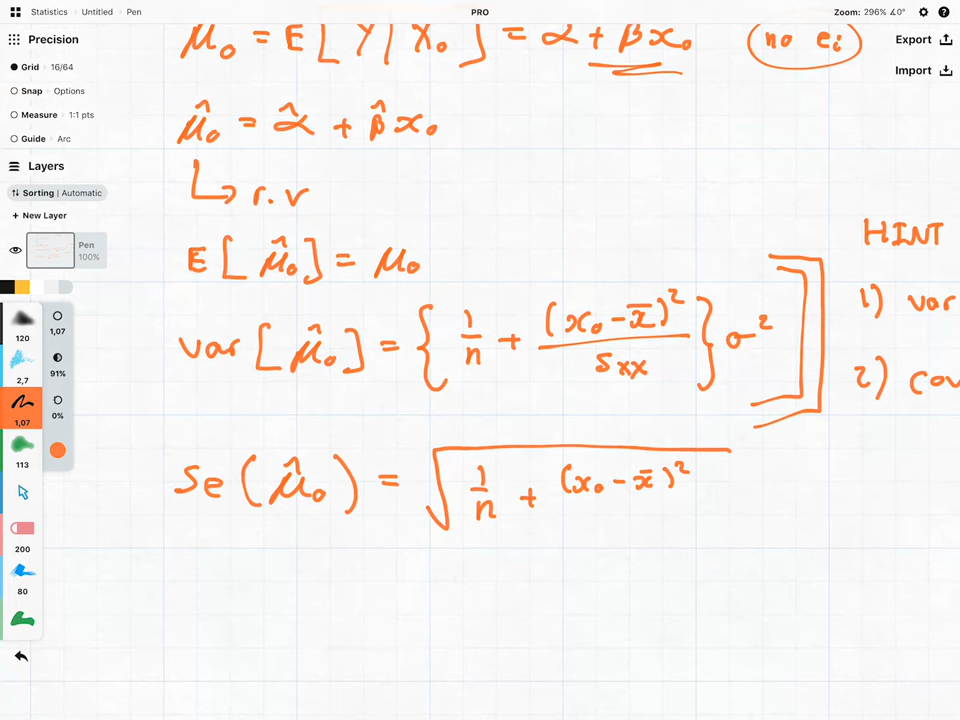 Statistics › Untitled › Pen
PRO
Zoom: 296% ∠0°
Precision
Export
Import
Grid | 16/64
Snap › Options
Measure › 1:1 pts
Guide › Arc
Layers
Sorting | Automatic
+ New Layer
Pen
100%
1,07
120
91%
2,7
0%
1,07
113
200
80
μ₀ = E[Y|X₀] = α + βx₀
no eᵢ
μ̂₀ = α̂ + β̂x₀
↳ r.v
E[μ̂₀] = μ₀
HINT
1) var
var[μ̂₀] = {1/n + (x₀ - x̄)²/Sxx}σ²
2) cov
Se(μ̂₀) = √1/n + (x₀ - x̄)²